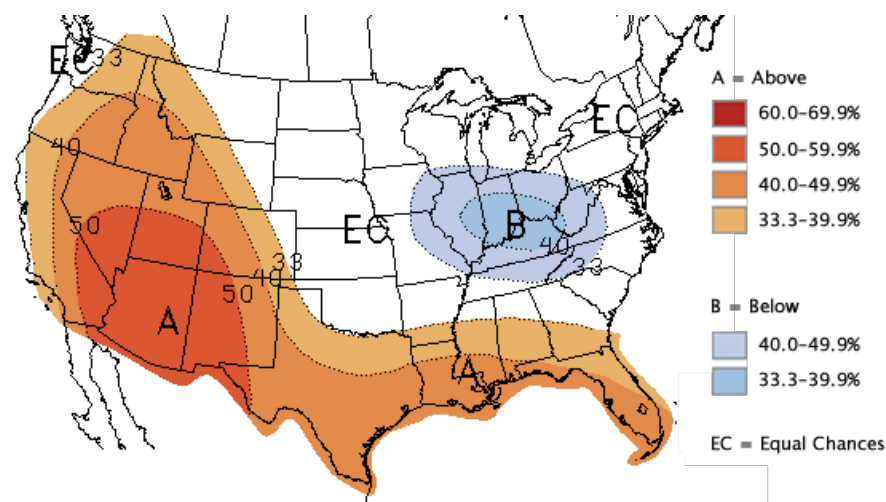 EC
33
A = Above
60.0-69.9%
EC
50.0-59.9%
40
40.0-49.9%
33.3-39.9%
50
EC
B
40
33
33
40
50
B = Below
A
40.0-49.9%
A
33.3-39.9%
EC = Equal Chances